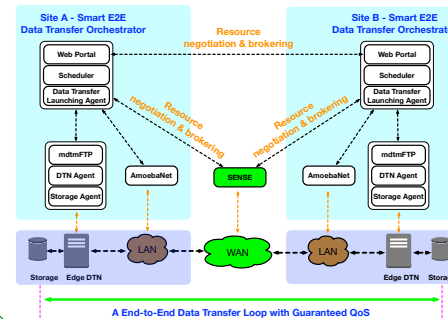 Site A - Smart E2E
Data Transfer Orchestrator
Site B - Smart E2E
Data Transfer Orchestrat
Resource
negotiation & brokering
Web Portal
Scheduler
Data Transfer
Launching Agent
Web Portal
Scheduler
Data Transfer
Launching Agent
Resource
negotiation & brokering
Resource
negotiation & brokering
mdtmFTP
DTN Agent
Storage Agent
AmoebaNet
SENSE
AmoebaNet
mdtmFTP
DTN Agent
Storage Agent
LAN
WAN
LAN
Storage
Edge DTN
Edge DTN
Storag
A End-to-End Data Transfer Loop with Guaranteed QoS